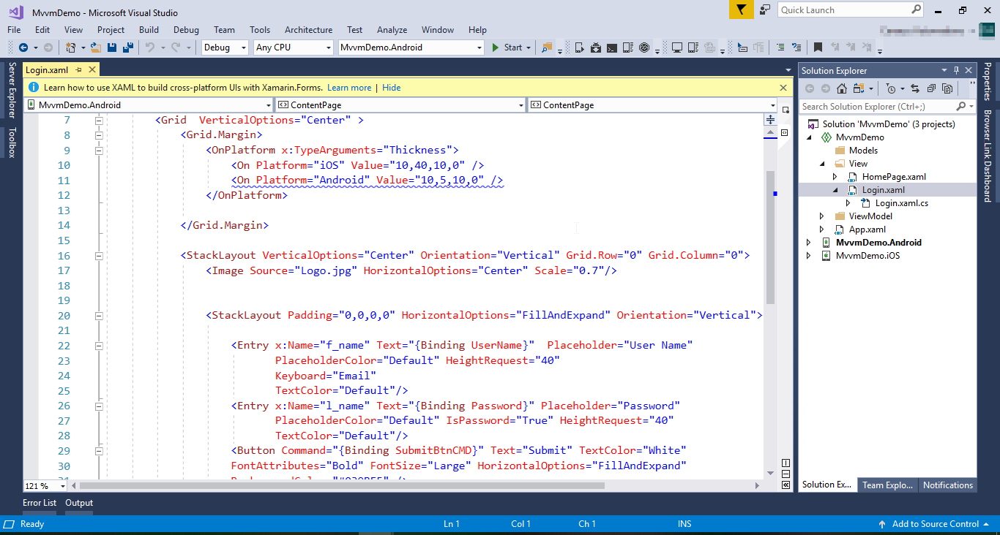 MvvmDemo - Microsoft Visual Studio
Quick Launch
File Edit View Project Build Debug Team Tools Architecture Test Analyze Window Help
Debug Any CPU MvvmDemo.Android Start
Server Explorer
Toolbox
Login.xaml
Learn how to use XAML to build cross-platform UIs with Xamarin.Forms. Learn more | Hide
MvvmDemo.Android ContentPage ContentPage
7 <Grid  VerticalOptions="Center" >
8 <Grid.Margin>
9 <OnPlatform x:TypeArguments="Thickness">
10 <On Platform="iOS" Value="10,40,10,0" />
11 <On Platform="Android" Value="10,5,10,0" />
12 </OnPlatform>
13
14 </Grid.Margin>
15
16 <StackLayout VerticalOptions="Center" Orientation="Vertical" Grid.Row="0" Grid.Column="0">
17 <Image Source="Logo.jpg" HorizontalOptions="Center" Scale="0.7"/>
18
19
20 <StackLayout Padding="0,0,0,0" HorizontalOptions="FillAndExpand" Orientation="Vertical">
21
22 <Entry x:Name="f_name" Text="{Binding UserName}"  Placeholder="User Name"
23 PlaceholderColor="Default" HeightRequest="40"
24 Keyboard="Email"
25 TextColor="Default"/>
26 <Entry x:Name="l_name" Text="{Binding Password}" Placeholder="Password"
27 PlaceholderColor="Default" IsPassword="True" HeightRequest="40"
28 TextColor="Default"/>
29 <Button Command="{Binding SubmitBtnCMD}" Text="Submit" TextColor="White"
30 FontAttributes="Bold" FontSize="Large" HorizontalOptions="FillAndExpand"
121 %
Solution Explorer
Search Solution Explorer (Ctrl+;)
Solution 'MvvmDemo' (3 projects)
MvvmDemo
Models
View
HomePage.xaml
Login.xaml
Login.xaml.cs
ViewModel
App.xaml
MvvmDemo.Android
MvvmDemo.iOS
Solution Ex... Team Explo... Notifications
Properties
Browser Link Dashboard
Error List Output
Ready Ln 1 Col 1 Ch 1 INS Add to Source Control